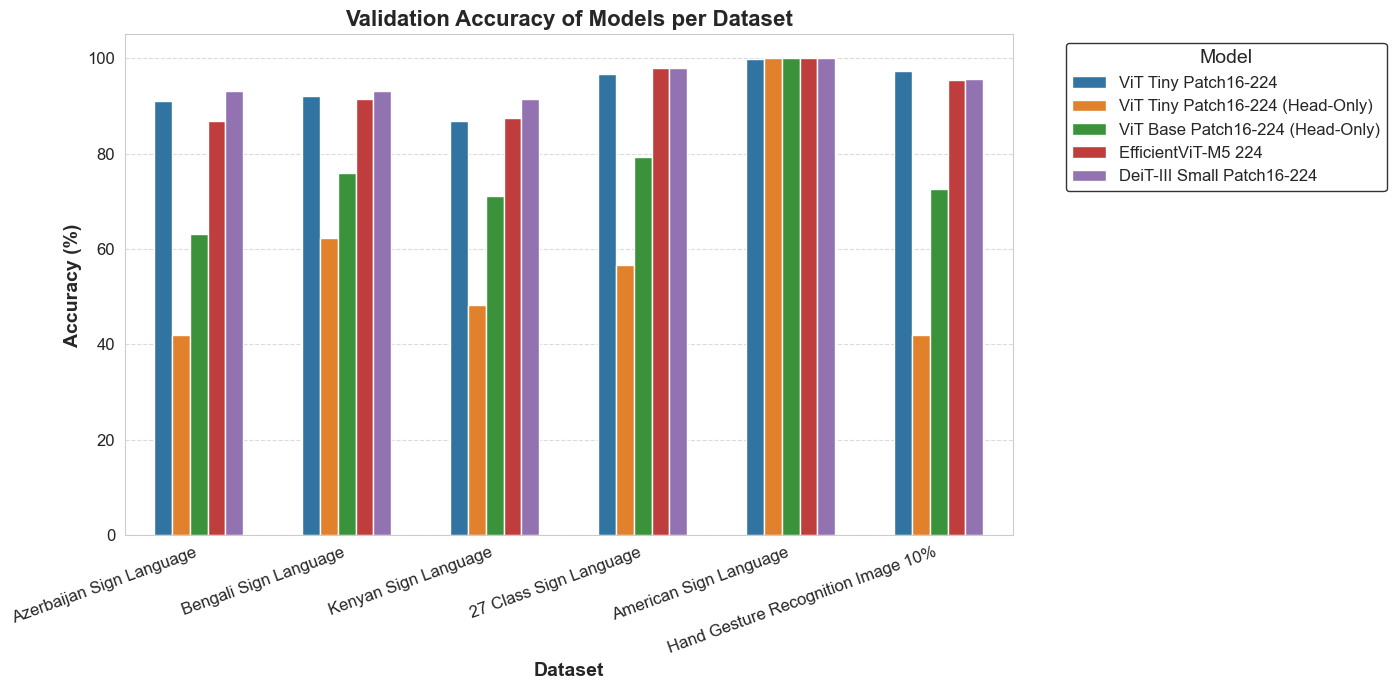 Validation Accuracy of Models per Dataset
Accuracy (%)
100
80
60
40
20
0
Azerbaijan Sign Language
Bengali Sign Language
Kenyan Sign Language
27 Class Sign Language
American Sign Language
Hand Gesture Recognition Image 10%
Dataset
Model
ViT Tiny Patch16-224
ViT Tiny Patch16-224 (Head-Only)
ViT Base Patch16-224 (Head-Only)
EfficientViT-M5 224
DeiT-III Small Patch16-224